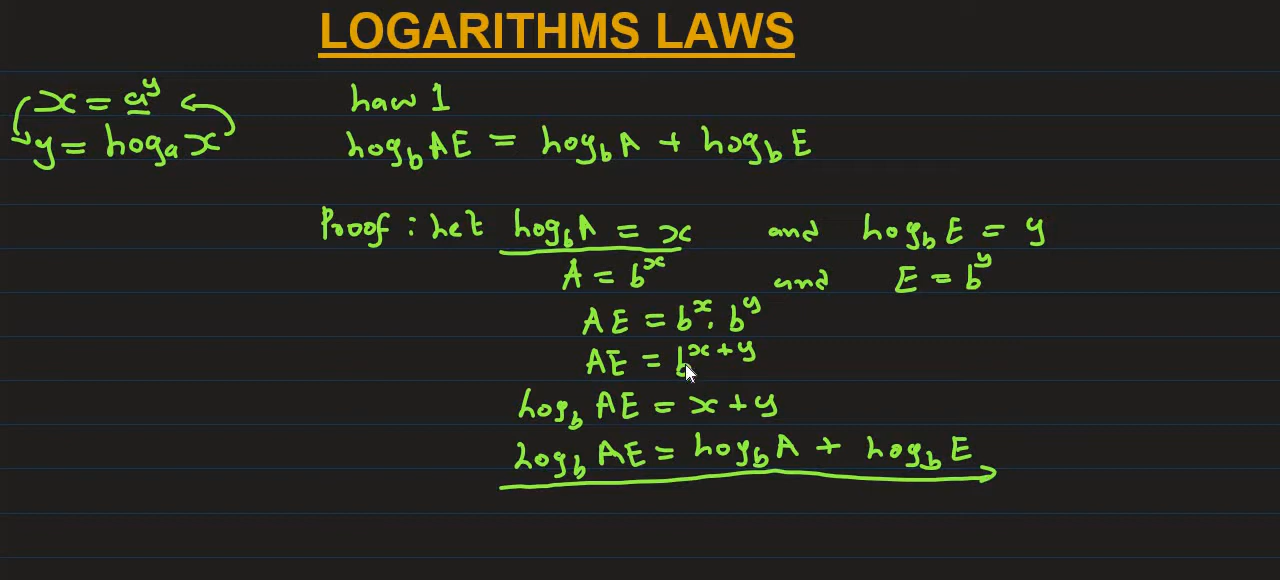 LOGARITHMS LAWS
x = a^y
y = Log_a x
Law 1
Log_b AE = Log_b A + Log_b E
Proof : Let Log_b A = x and Log_b E = y
A = b^x and E = b^y
AE = b^x . b^y
AE = b^{x+y}
Log_b AE = x + y
Log_b AE = Log_b A + Log_b E